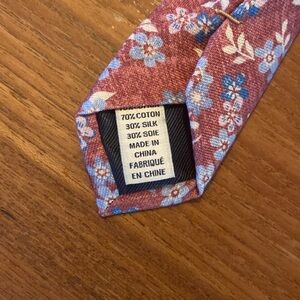 70% COTON
30% SILK
30% SOIE
MADE IN
CHINA
FABRIQUÉ
EN CHINE